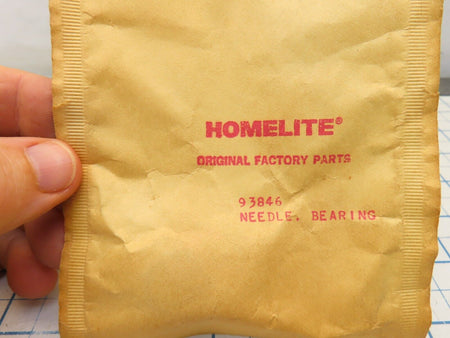 HOMELITE®
ORIGINAL FACTORY PARTS
93846
NEEDLE. BEARING